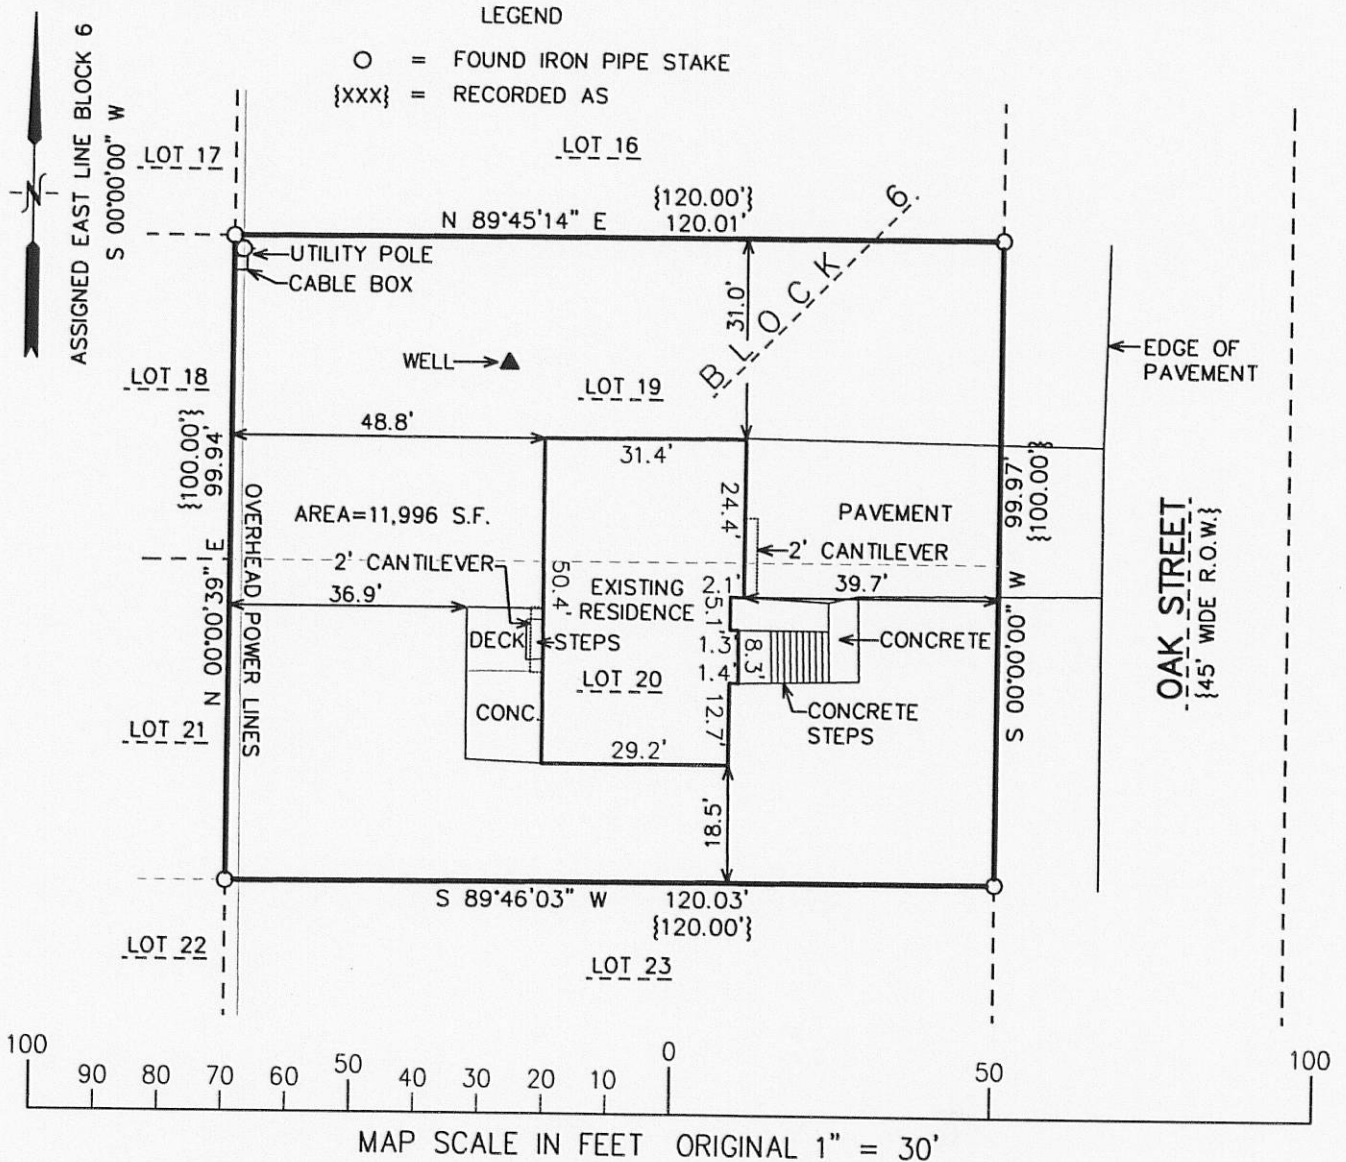 LEGEND
O = FOUND IRON PIPE STAKE
{XXX} = RECORDED AS
N
ASSIGNED EAST LINE BLOCK 6
S 00°00'00" W
LOT 17
LOT 16
{120.00'}
N 89°45'14" E 120.01'
BLOCK 6
UTILITY POLE
CABLE BOX
31.0'
EDGE OF
PAVEMENT
WELL
LOT 18
LOT 19
48.8'
31.4'
{100.00'}
99.94'
N 00°00'39" E
OVERHEAD POWER LINES
AREA=11,996 S.F.
24.4'
PAVEMENT
99.97'
{100.00'}
S 00°00'00" W
OAK STREET
{45' WIDE R.O.W.}
2' CANTILEVER
2' CANTILEVER
50.4'
EXISTING
RESIDENCE
2.1'
39.7'
36.9'
5.1'
DECK
STEPS
1.3'
8.3'
CONCRETE
LOT 20
1.4'
CONC.
12.7'
CONCRETE
STEPS
LOT 21
29.2'
18.5'
S 89°46'03" W 120.03'
{120.00'}
LOT 22
LOT 23
100 90 80 70 60 50 40 30 20 10 0 50 100
MAP SCALE IN FEET ORIGINAL 1" = 30'